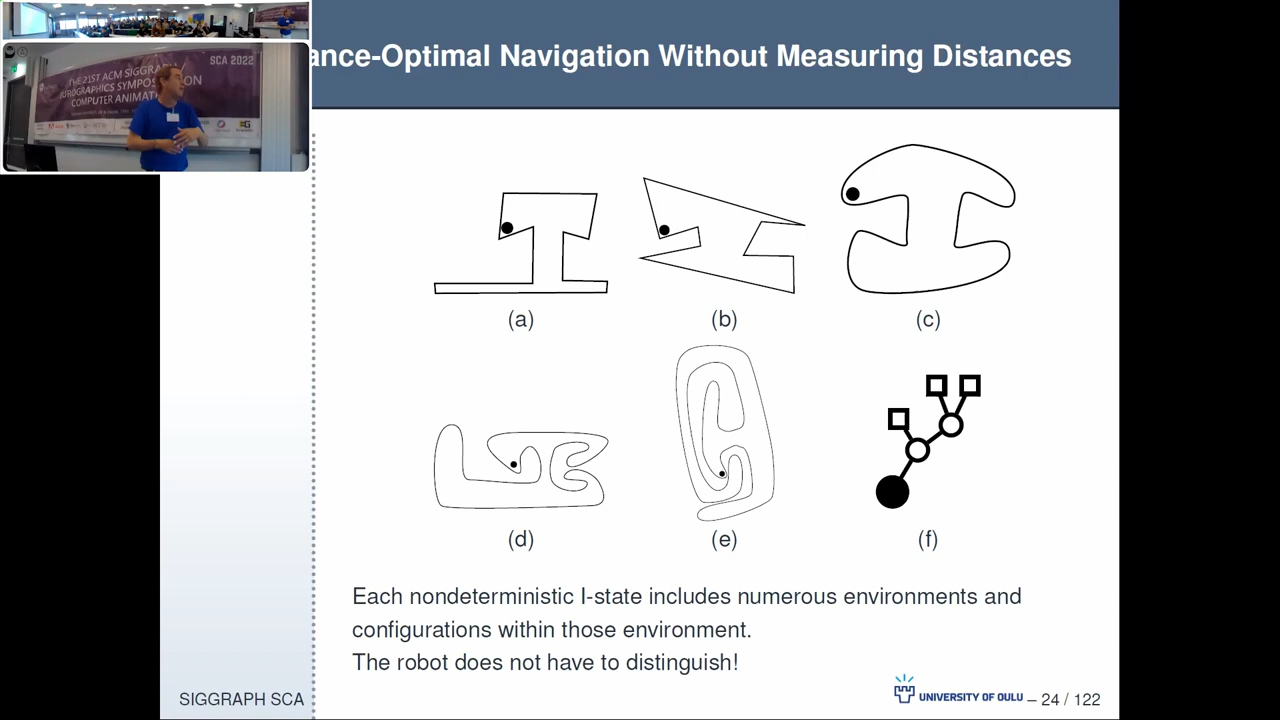 SCA 2022
THE 21ST ACM SIGGRAPH /
EUROGRAPHICS SYMPOSIUM ON
COMPUTER ANIMATION
ance-Optimal Navigation Without Measuring Distances
(a)
(b)
(c)
(d)
(e)
(f)
Each nondeterministic I-state includes numerous environments and
configurations within those environment.
The robot does not have to distinguish!
SIGGRAPH SCA
UNIVERSITY OF OULU – 24 / 122